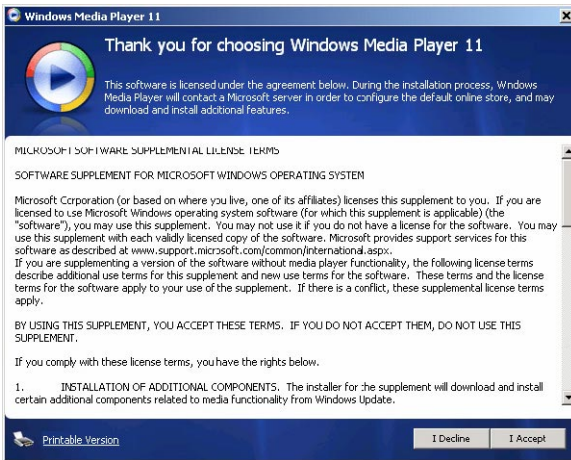 Windows Media Player 11
Thank you for choosing Windows Media Player 11
This software is licensed under the agreement below. During the installation process, Windows
Media Player will contact a Microsoft server in order to configure the default online store, and may
download and install additional features.
MICROSOFT SOFTWARE SUPPLEMENTAL LICENSE TERMS
SOFTWARE SUPPLEMENT FOR MICROSOFT WINDOWS OPERATING SYSTEM
Microsoft Corporation (or based on where you live, one of its affiliates) licenses this supplement to you. If you are
licensed to use Microsoft Windows operating system software (for which this supplement is applicable) (the
"software"), you may use this supplement. You may not use it if you do not have a license for the software. You may
use this supplement with each validly licensed copy of the software. Microsoft provides support services for this
software as described at www.support.microsoft.com/common/international.aspx.
If you are supplementing a version of the software without media player functionality, the following license terms
describe additional use terms for this supplement and new use terms for the software. These terms and the license
terms for the software apply to your use of the supplement. If there is a conflict, these supplemental license terms
apply.
BY USING THIS SUPPLEMENT, YOU ACCEPT THESE TERMS. IF YOU DO NOT ACCEPT THEM, DO NOT USE THIS
SUPPLEMENT.
If you comply with these license terms, you have the rights below.
1. INSTALLATION OF ADDITIONAL COMPONENTS. The installer for the supplement will download and install
certain additional components related to media functionality from Windows Update.
Printable Version
I Decline
I Accept